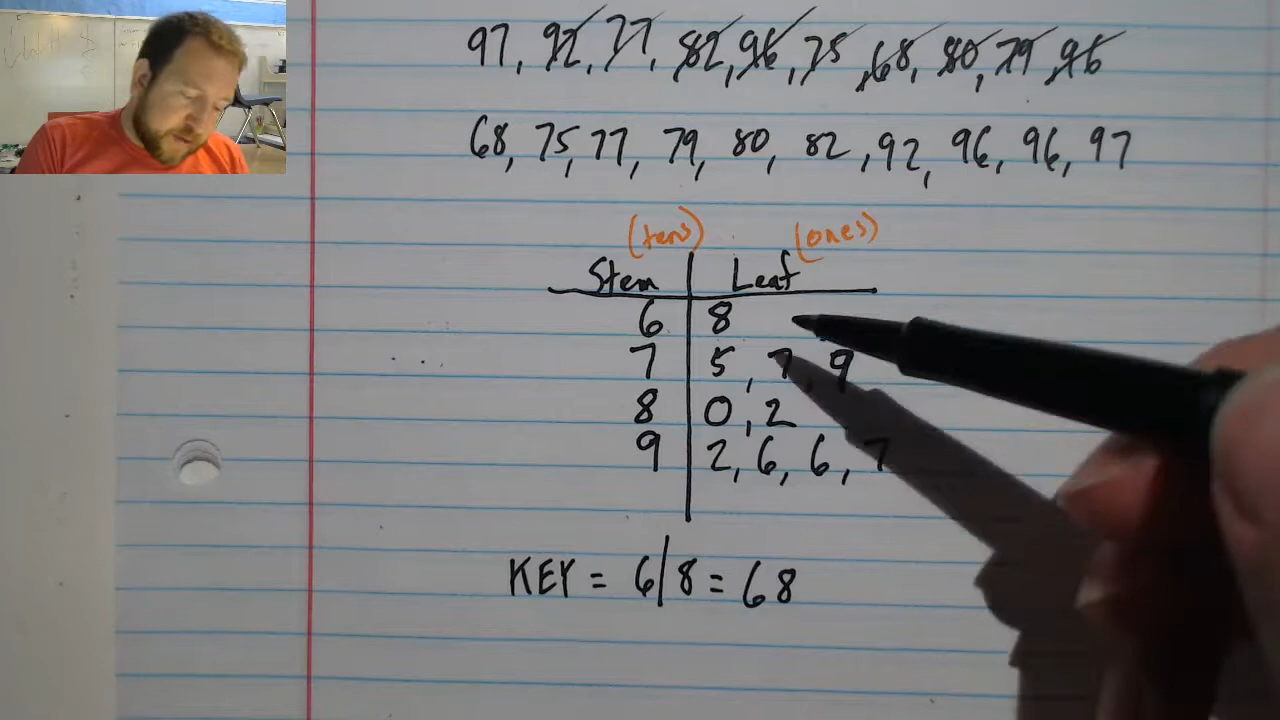 97, 92, 77, 82, 96, 75, 68, 80, 79, 96
68, 75, 77, 79, 80, 82, 92, 96, 96, 97
(tens) (ones)
Stem Leaf
6 8
7 5, 7 9
8 0, 2
9 2, 6, 6, 7
KEY = 6|8 = 68